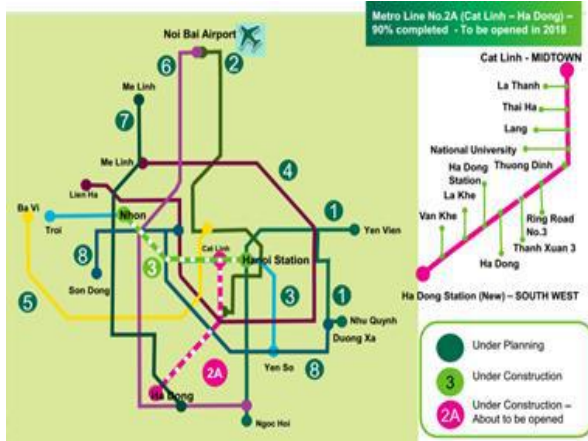 Metro Line No.2A (Cat Linh – Ha Dong) –
90% completed - To be opened in 2018
Noi Bai Airport
6
2
Me Linh
7
Me Linh
4
Lien Ha
Ba Vi
Nhon
Troi
1
Yen Vien
Cat Linh
Hanoi Station
8
3
Son Dong
3
1
5
Nhu Quynh
Duong Xa
2A
Yen So
8
Ha Dong
Ngoc Hoi
Cat Linh - MIDTOWN
La Thanh
Thai Ha
Lang
National University
Thuong Dinh
Ha Dong
Station
La Khe
Van Khe
Ring Road
No.3
Thanh Xuan 3
Ha Dong
Ha Dong Station (New) – SOUTH WEST
Under Planning
3
Under Construction
2A
Under Construction –
About to be opened